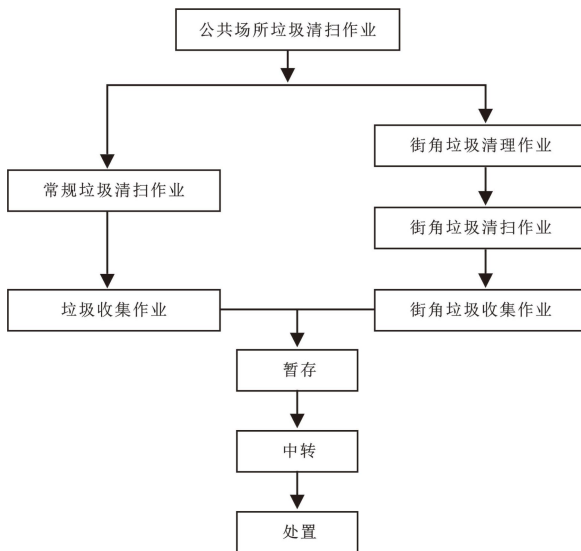 公共场所垃圾清扫作业
街角垃圾清理作业
常规垃圾清扫作业
街角垃圾清扫作业
垃圾收集作业
街角垃圾收集作业
暂存
中转
处置